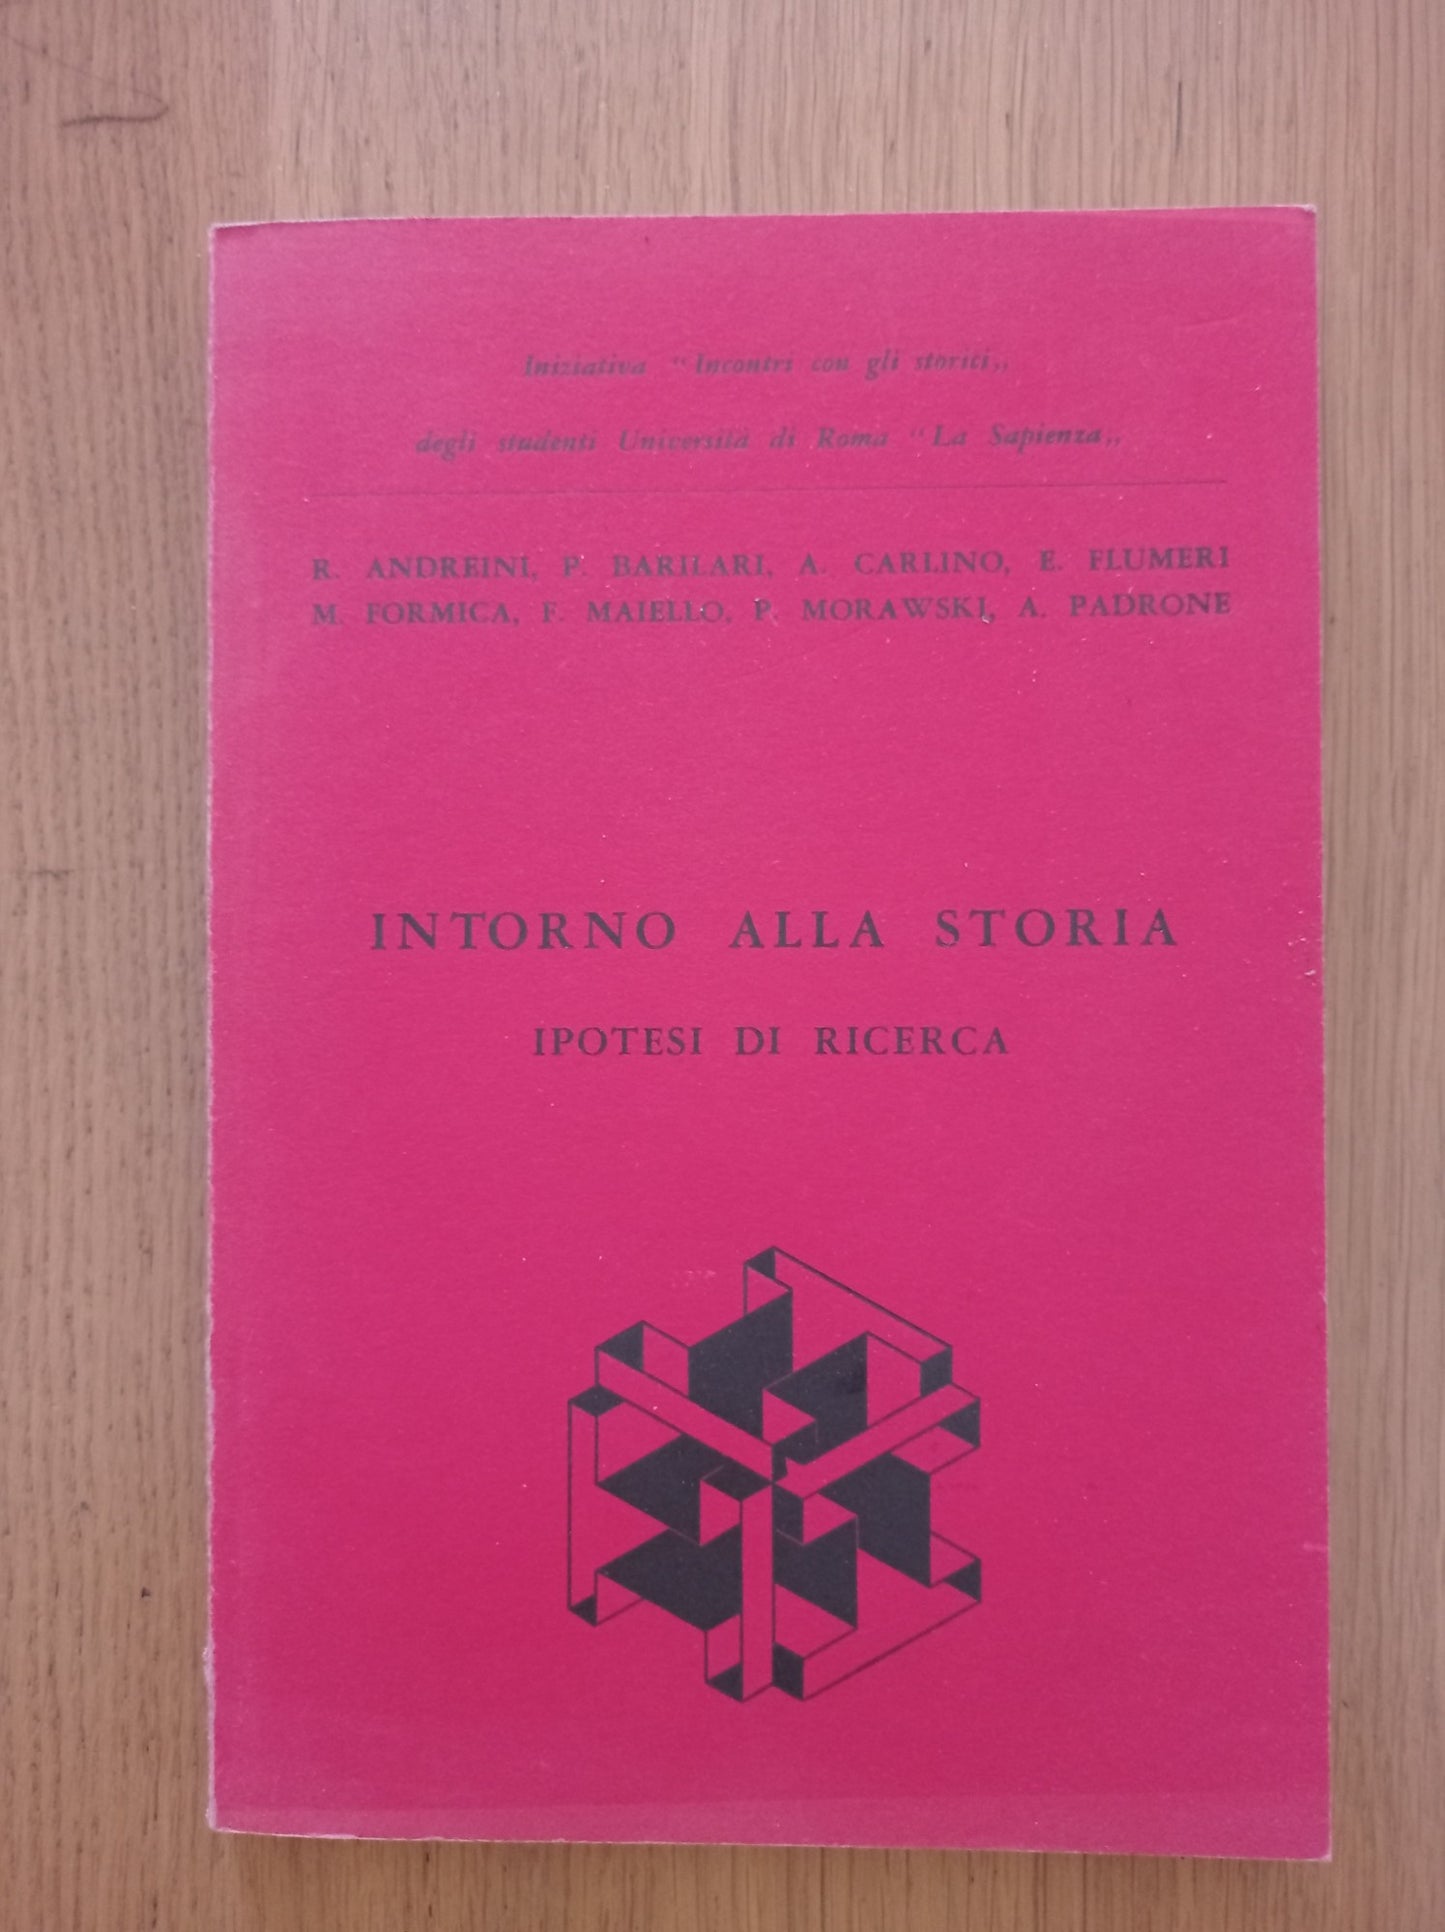 Iniziativa “Incontri con gli storici„
degli studenti Università di Roma “La Sapienza„
R. ANDREINI, P. BARILARI, A. CARLINO, E. FLUMERI
M. FORMICA, F. MAIELLO, P. MORAWSKI, A. PADRONE
INTORNO ALLA STORIA
IPOTESI DI RICERCA